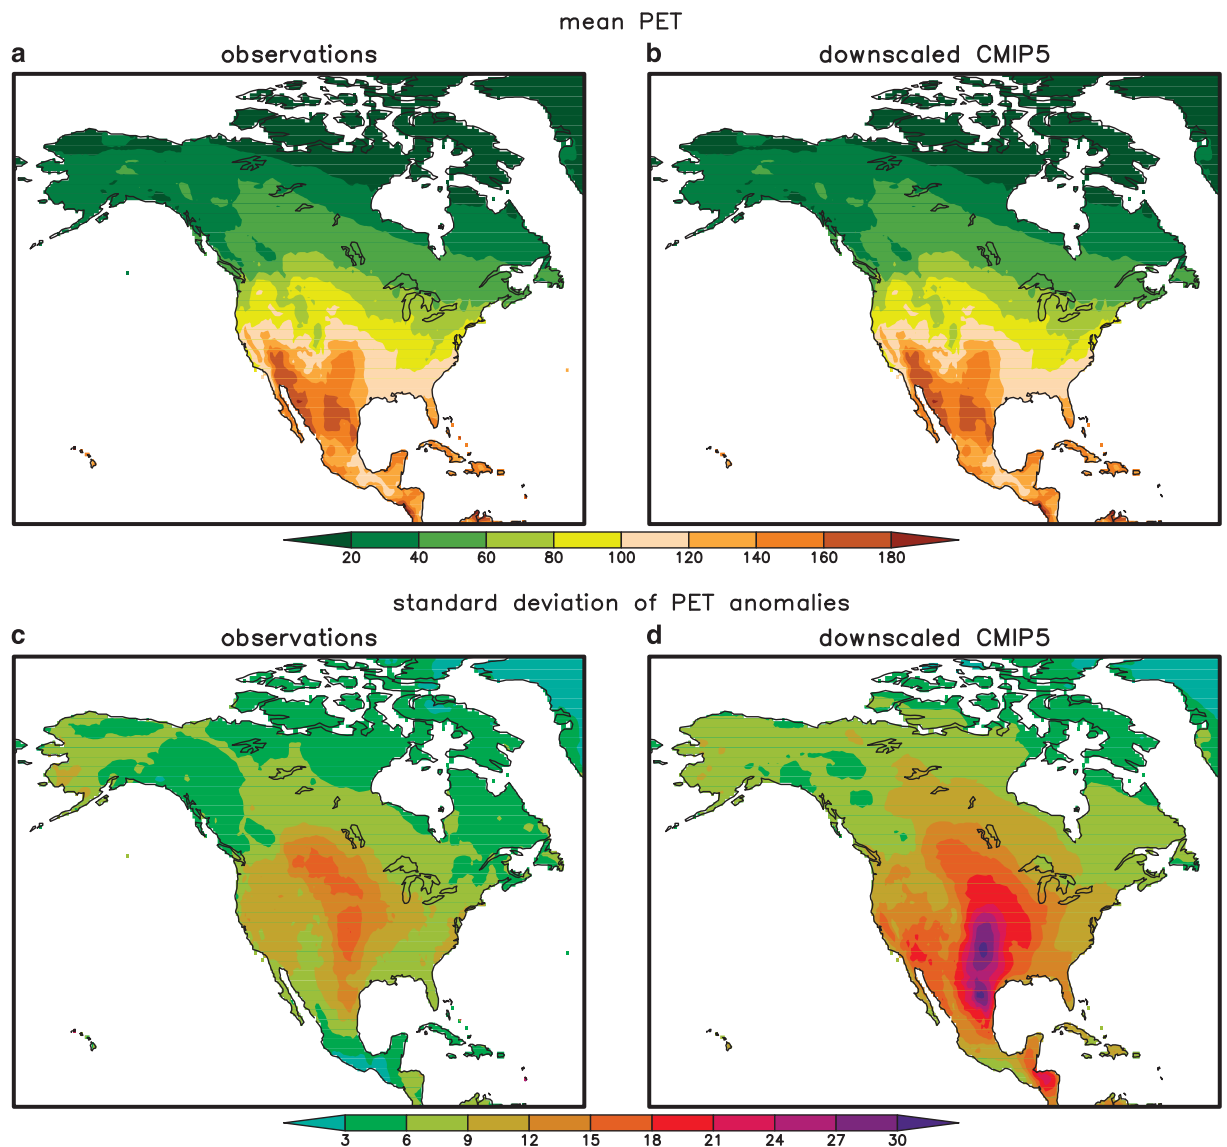 mean PET
a observations
b downscaled CMIP5
20 40 60 80 100 120 140 160 180
standard deviation of PET anomalies
c observations
d downscaled CMIP5
3 6 9 12 15 18 21 24 27 30